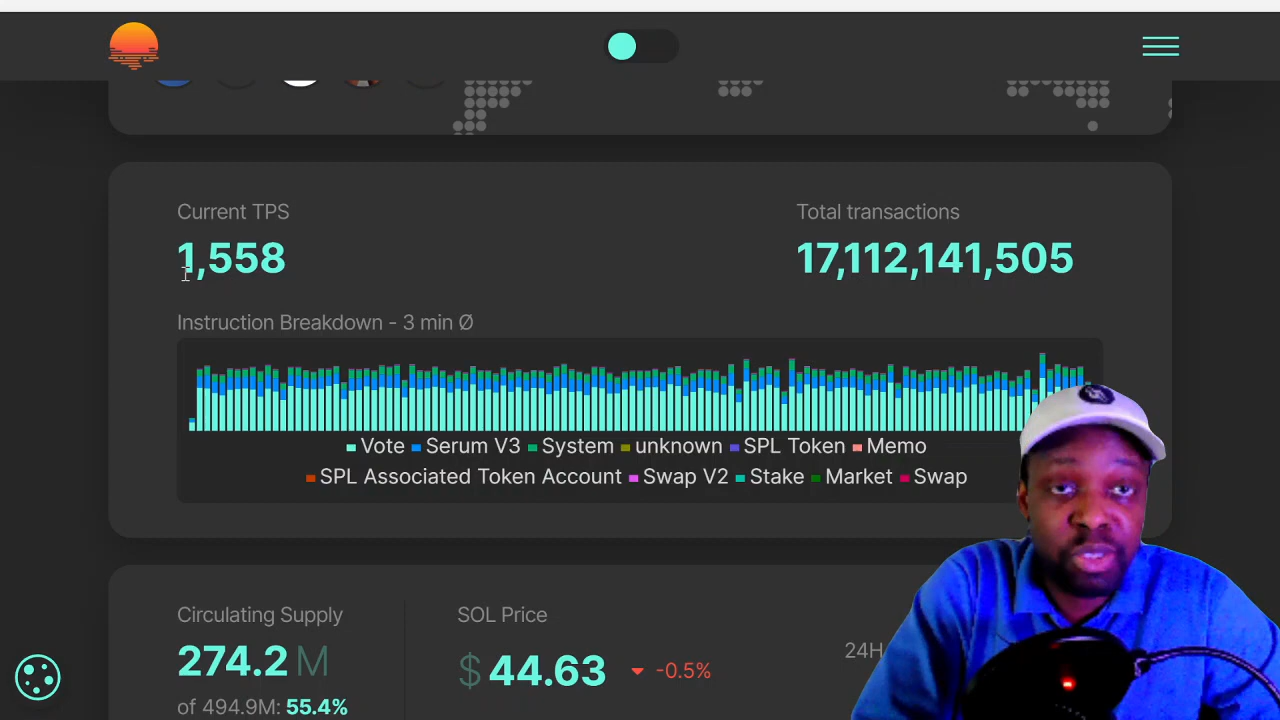 Current TPS
1,558
Total transactions
17,112,141,505
Instruction Breakdown - 3 min Ø
Vote Serum V3 System unknown SPL Token Memo
SPL Associated Token Account Swap V2 Stake Market Swap
Circulating Supply
274.2 M
of 494.9M: 55.4%
SOL Price
$ 44.63 -0.5%
24H